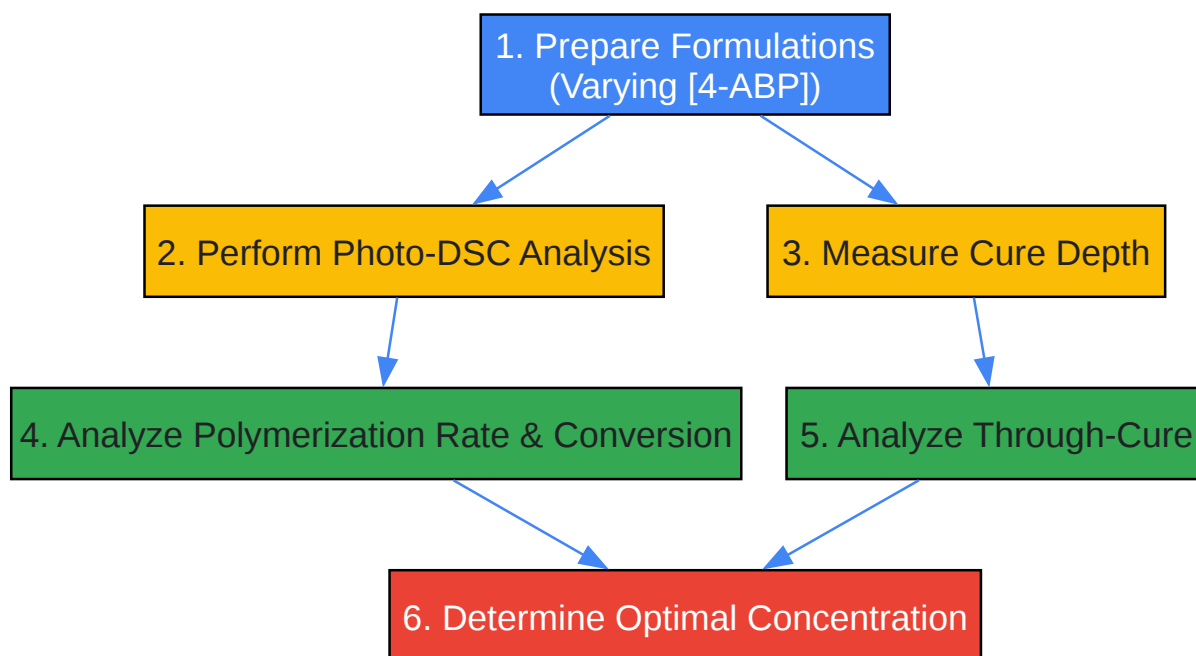 1. Prepare Formulations
(Varying [4-ABP])
2. Perform Photo-DSC Analysis
3. Measure Cure Depth
4. Analyze Polymerization Rate & Conversion
5. Analyze Through-Cure
6. Determine Optimal Concentration